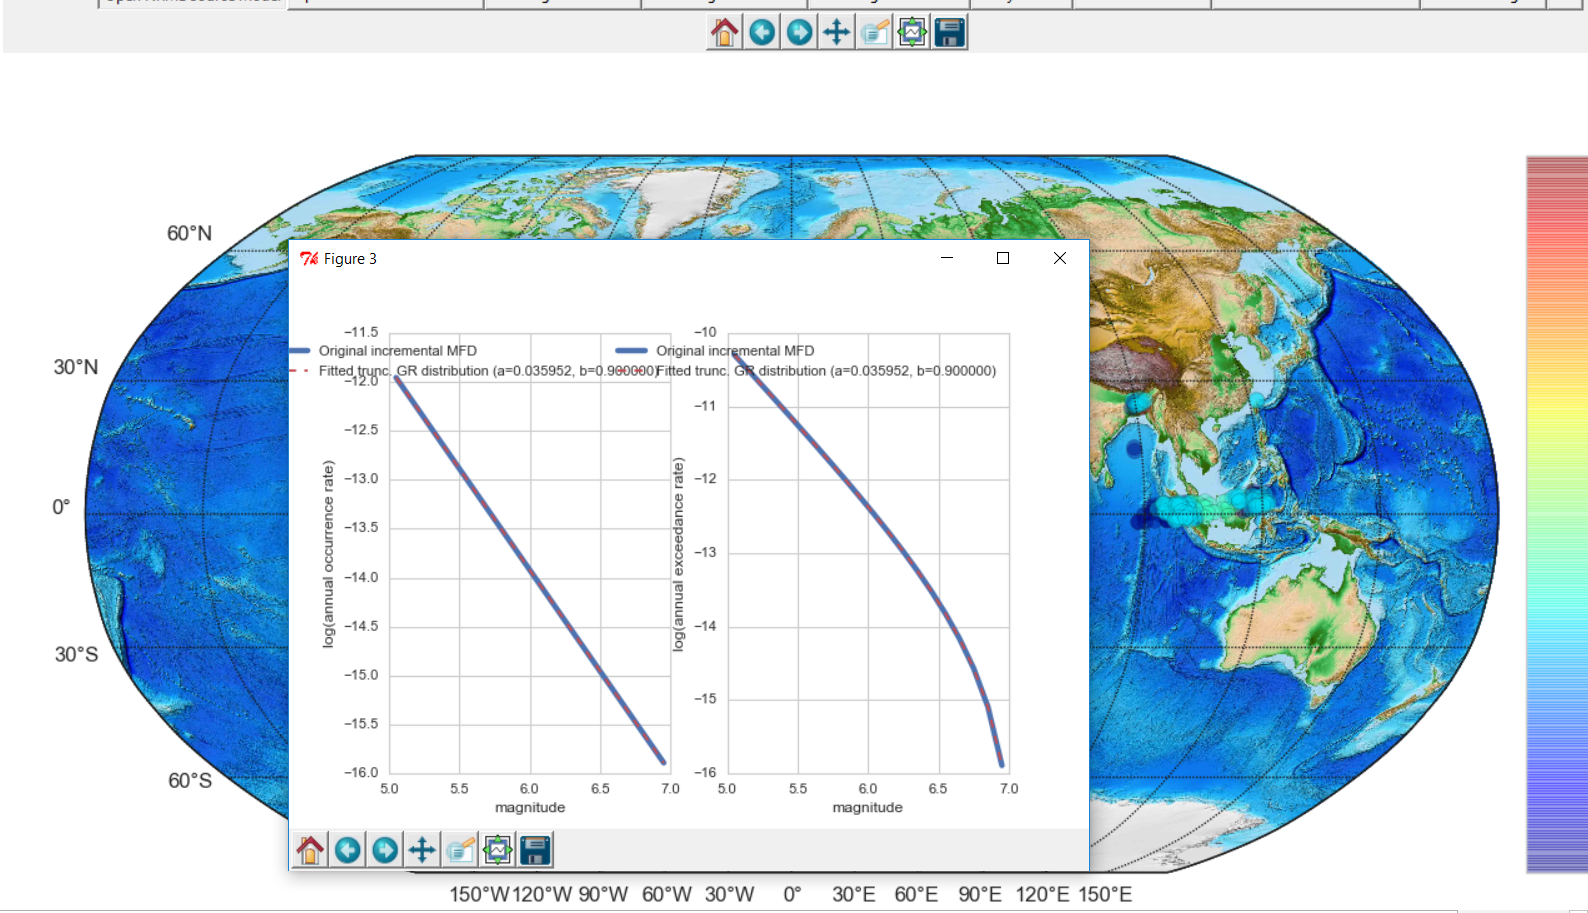 Open NRML Source Model
60°N
30°N
0°
30°S
60°S
Figure 3
−11.5
−12.0
−12.5
−13.0
−13.5
−14.0
−14.5
−15.0
−15.5
−16.0
log(annual occurrence rate)
Original incremental MFD
Fitted trunc. GR distribution (a=0.035952, b=0.900000)
5.0 5.5 6.0 6.5 7.0
magnitude
−10
−11
−12
−13
−14
−15
−16
log(annual exceedance rate)
Original incremental MFD
Fitted trunc. GR distribution (a=0.035952, b=0.900000)
5.0 5.5 6.0 6.5 7.0
magnitude
150°W 120°W 90°W 60°W 30°W 0° 30°E 60°E 90°E 120°E 150°E